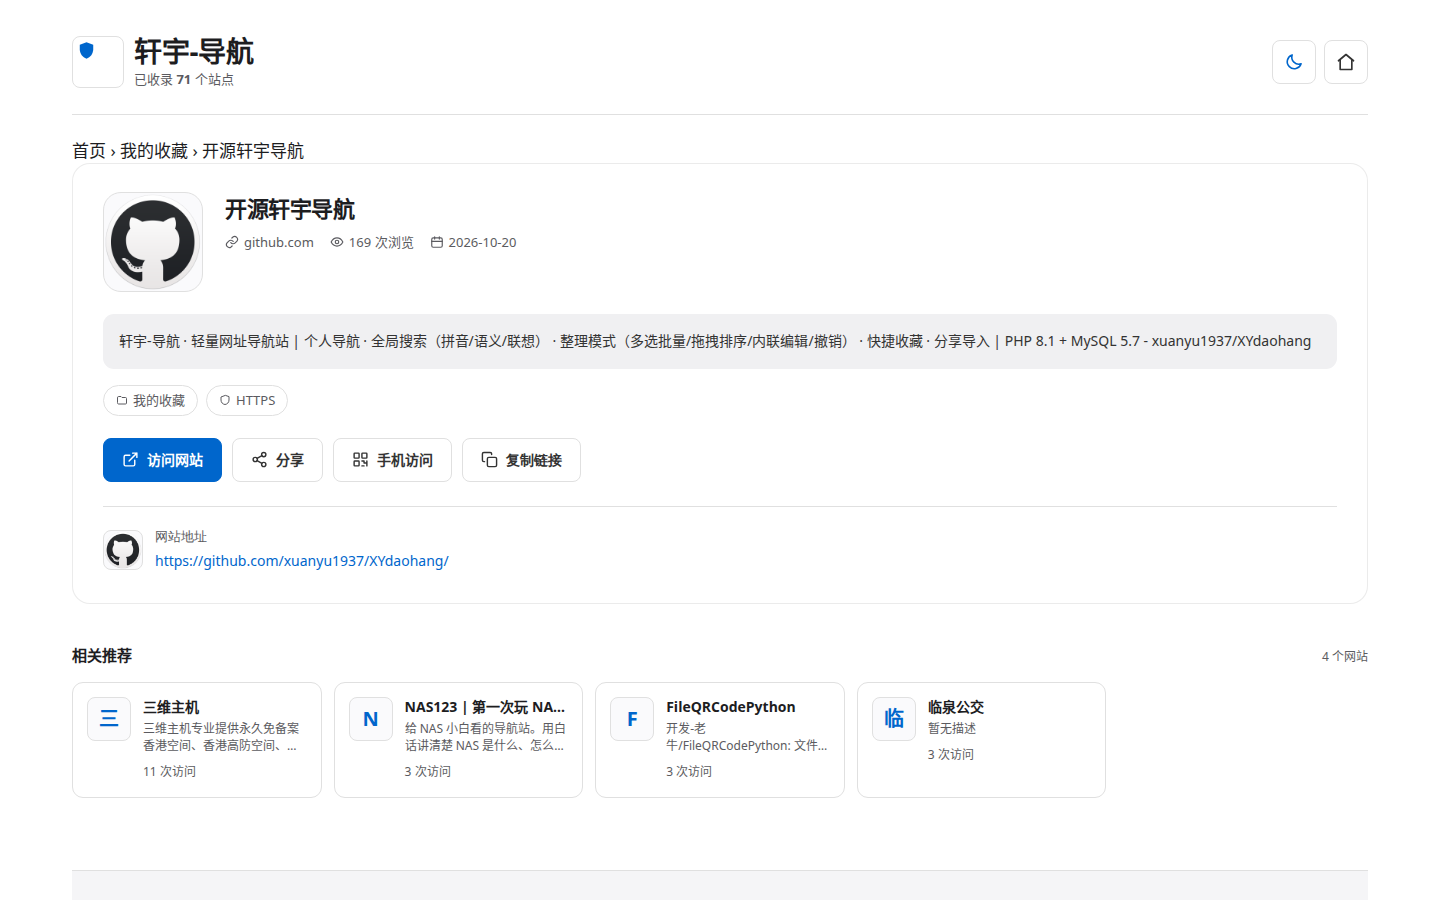 轩宇-导航
已收录 71 个站点
首页 › 我的收藏 › 开源轩宇导航
开源轩宇导航
github.com 169 次浏览 2026-10-20
轩宇-导航 · 轻量网址导航站 | 个人导航 · 全局搜索（拼音/语义/联想） · 整理模式（多选批量/拖拽排序/内联编辑/撤销） · 快捷收藏 · 分享导入 | PHP 8.1 + MySQL 5.7 - xuanyu1937/XYdaohang
我的收藏 HTTPS
访问网站 分享 手机访问 复制链接
网站地址
https://github.com/xuanyu1937/XYdaohang/
相关推荐 4 个网站
三
三维主机
三维主机专业提供永久免备案
香港空间、香港高防空间、...
11 次访问
N
NAS123 | 第一次玩 NA...
给 NAS 小白看的导航站。用白
话讲清楚 NAS 是什么、怎么...
3 次访问
F
FileQRCodePython
开发-老
牛/FileQRCodePython: 文件...
3 次访问
临
临泉公交
暂无描述
3 次访问